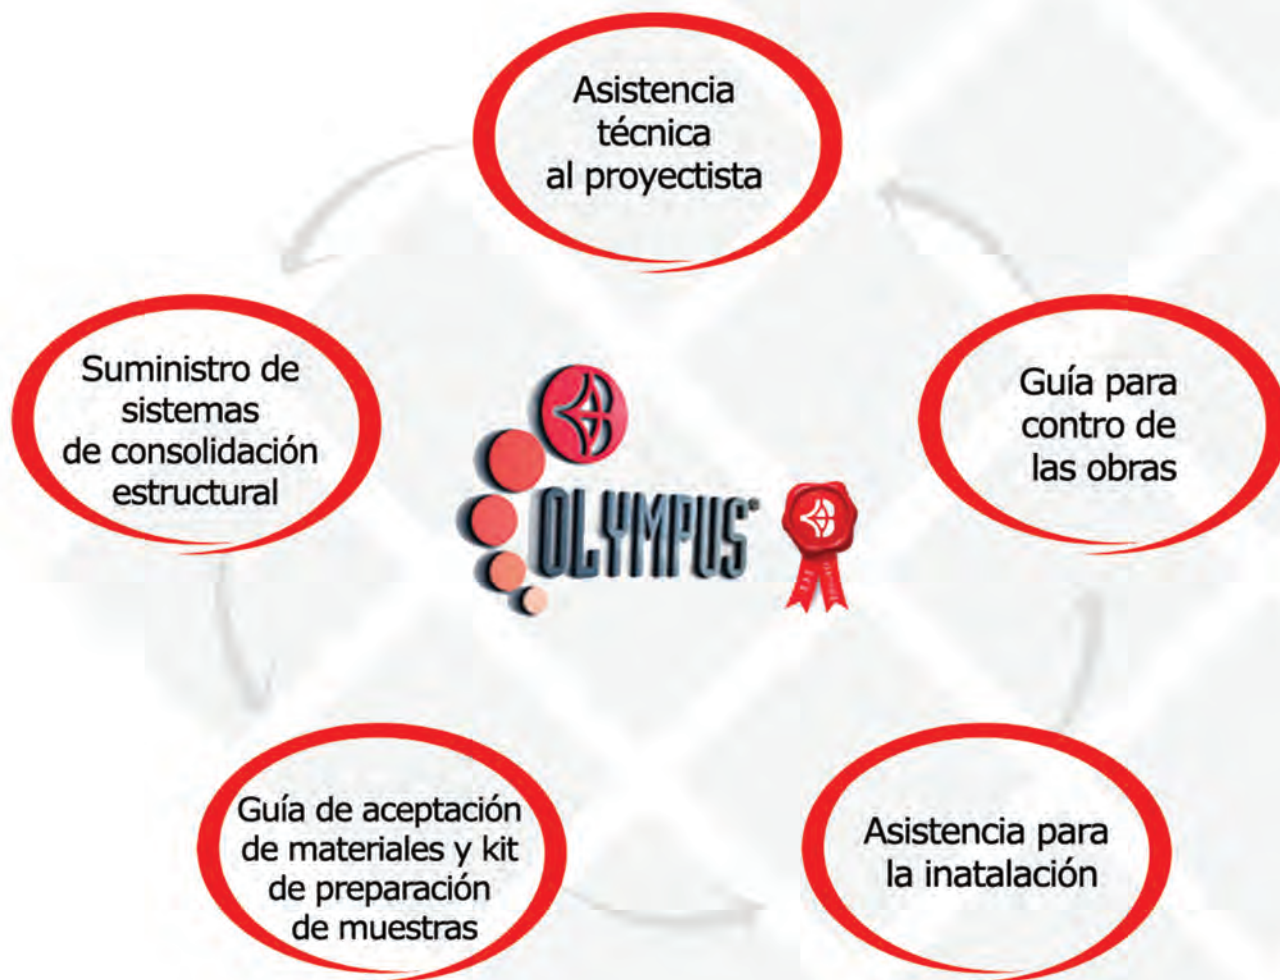 Asistencia
técnica
al proyectista
Suministro de
sistemas
de consolidación
estructural
Guía para
contro de
las obras
OLYMPUS®
Guía de aceptación
de materiales y kit
de preparación
de muestras
Asistencia para
la inatalación